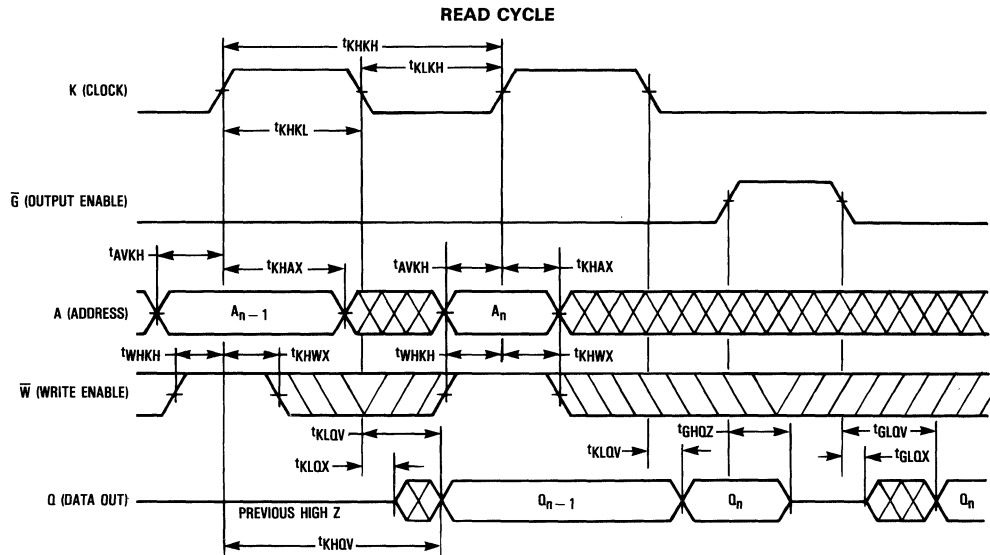 READ CYCLE
tKHKH
tKLKH
K (CLOCK)
tKHKL
G̅ (OUTPUT ENABLE)
tAVKH
tKHAX
tAVKH
tKHAX
A (ADDRESS)
An − 1
An
tWHKH
tKHWX
tWHKH
tKHWX
W̅ (WRITE ENABLE)
tKLQV
tKLQV
tGHQZ
tGLQV
tKLQX
tGLQX
Q (DATA OUT)
PREVIOUS HIGH Z
Qn − 1
Qn
Qn
tKHQV